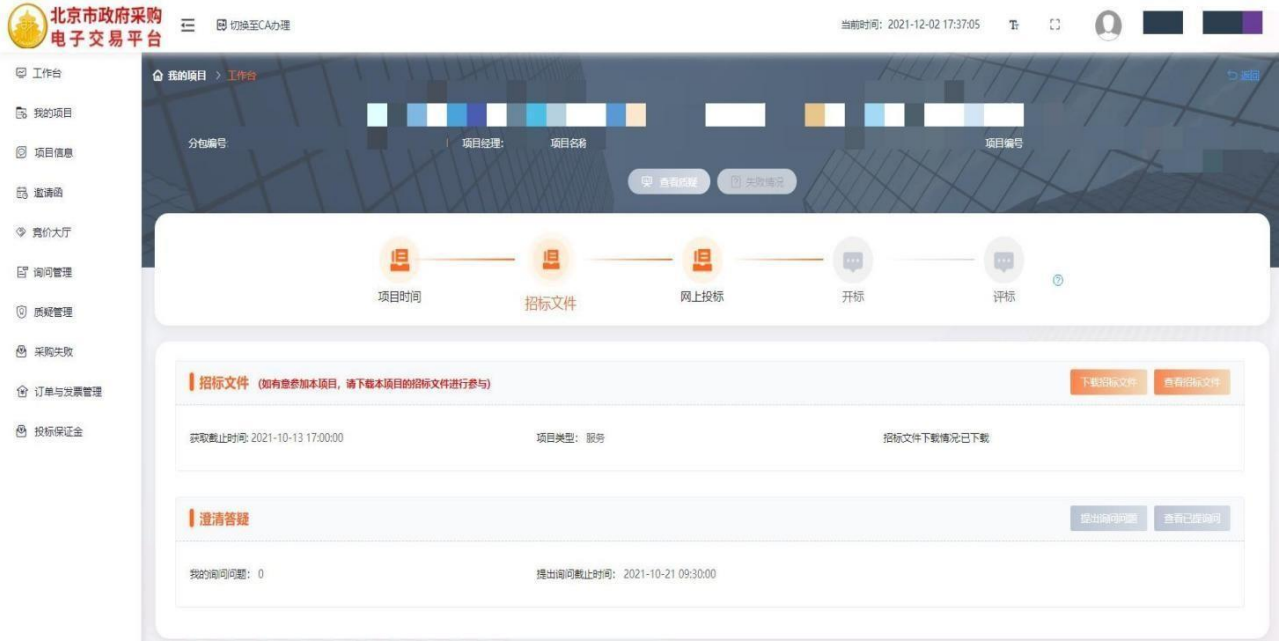 北京市政府采购
电子交易平台
切换至CA办理
当前时间：2021-12-02 17:37:05
工作台
我的项目
项目信息
邀请函
竞价大厅
询问管理
质疑管理
采购失败
订单与发票管理
投标保证金
我的项目 > 工作台
返回
分包编号
项目经理：
项目名称
项目编号
查看质疑
失败情况
项目时间
招标文件
网上投标
开标
评标
招标文件 (如有意参加本项目，请下载本项目的招标文件进行参与)
下载招标文件
查看招标文件
获取截止时间: 2021-10-13 17:00:00
项目类型： 服务
招标文件下载情况:已下载
澄清答疑
提出询问问题
查看已提询问
我的询问问题： 0
提出询问截止时间： 2021-10-21 09:30:00